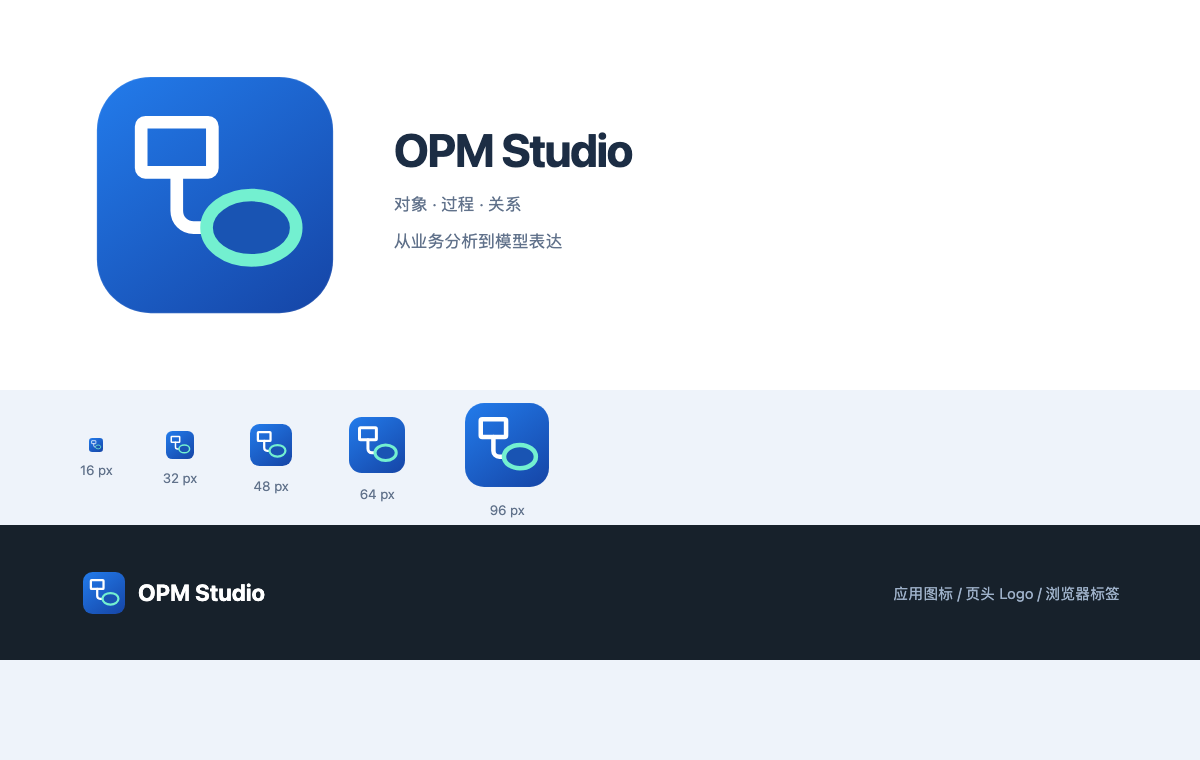 OPM Studio
对象 · 过程 · 关系
从业务分析到模型表达
16 px
32 px
48 px
64 px
96 px
OPM Studio
应用图标 / 页头 Logo / 浏览器标签